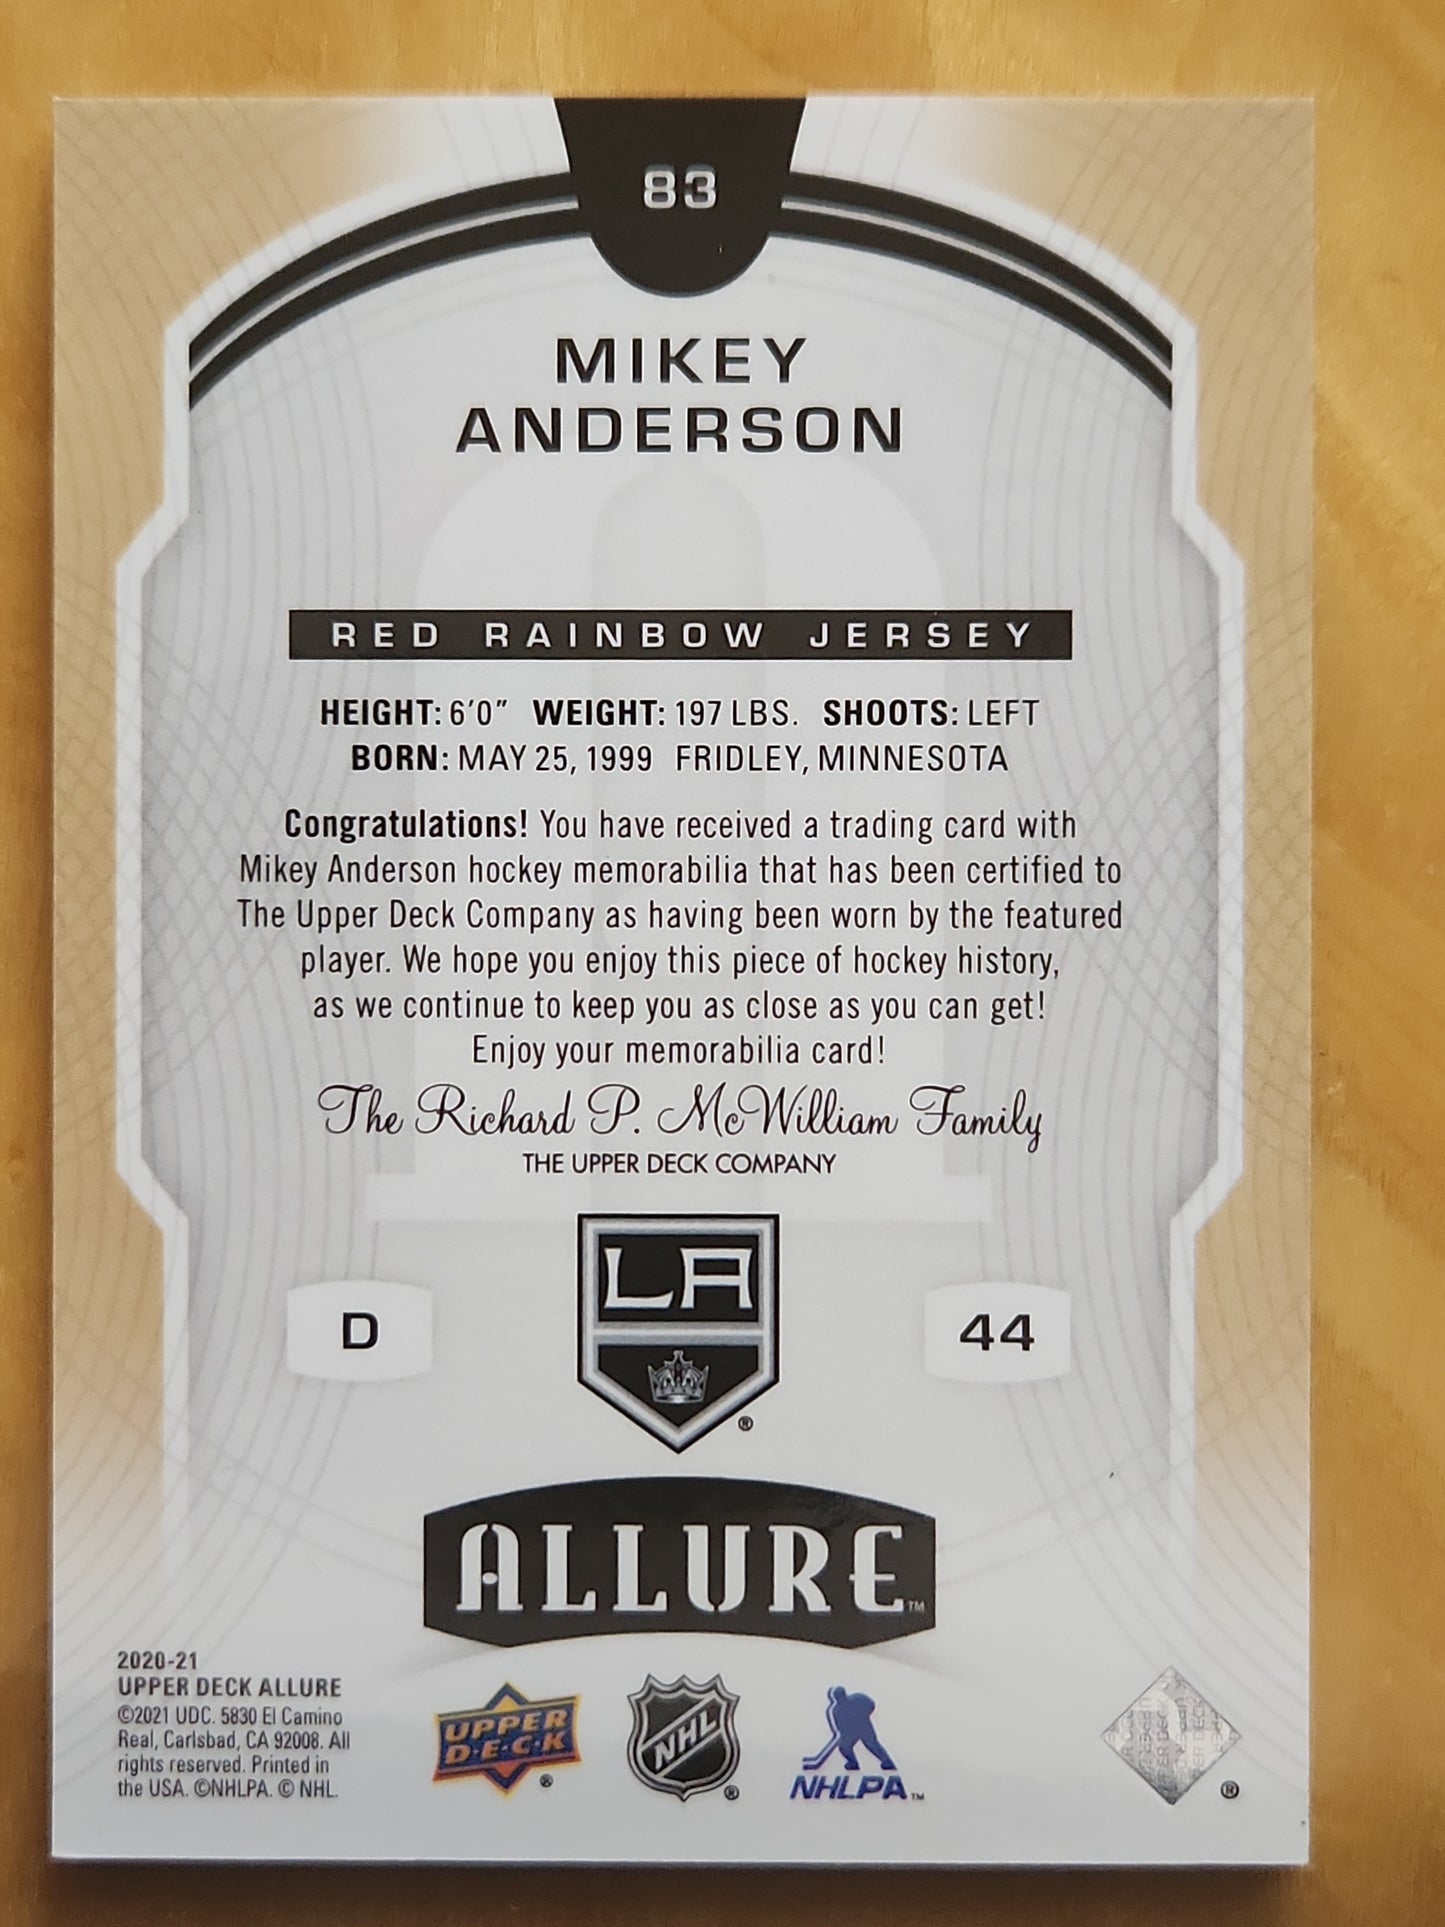 83
MIKEY
ANDERSON
RED RAINBOW JERSEY
HEIGHT: 6'0" WEIGHT: 197 LBS. SHOOTS: LEFT
BORN: MAY 25, 1999 FRIDLEY, MINNESOTA
Congratulations! You have received a trading card with
Mikey Anderson hockey memorabilia that has been certified to
The Upper Deck Company as having been worn by the featured
player. We hope you enjoy this piece of hockey history,
as we continue to keep you as close as you can get!
Enjoy your memorabilia card!
The Richard P. McWilliam Family
THE UPPER DECK COMPANY
LA
®
D
44
ALLURE™
2020-21
UPPER DECK ALLURE
©2021 UDC. 5830 El Camino
Real, Carlsbad, CA 92008. All
rights reserved. Printed in
the USA. ©NHLPA. © NHL.
UPPER
D·E·C·K
®
NHL
®
NHLPA™
®